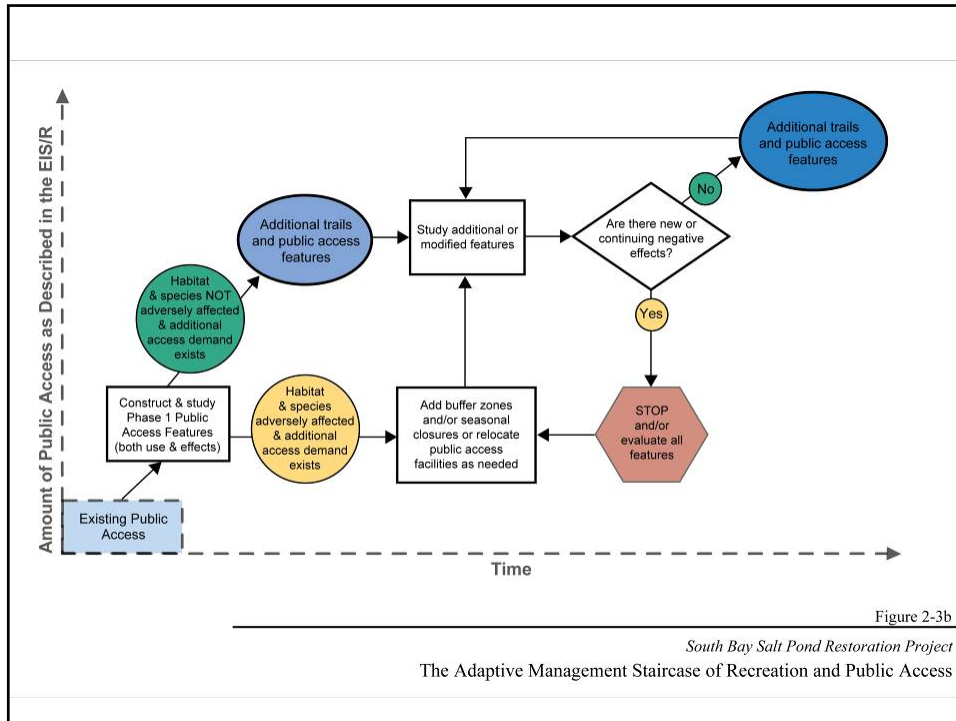 Amount of Public Access as Described in the EIS/R
Additional trails
and public access
features
No
Additional trails
and public access
features
Study additional or
modified features
Are there new or
continuing negative
effects?
Habitat
& species NOT
adversely affected
& additional
access demand
exists
Yes
Construct & study
Phase 1 Public
Access Features
(both use & effects)
Habitat
& species
adversely affected
& additional
access demand
exists
Add buffer zones
and/or seasonal
closures or relocate
public access
facilities as needed
STOP
and/or
evaluate all
features
Existing Public
Access
Time
Figure 2-3b
South Bay Salt Pond Restoration Project
The Adaptive Management Staircase of Recreation and Public Access